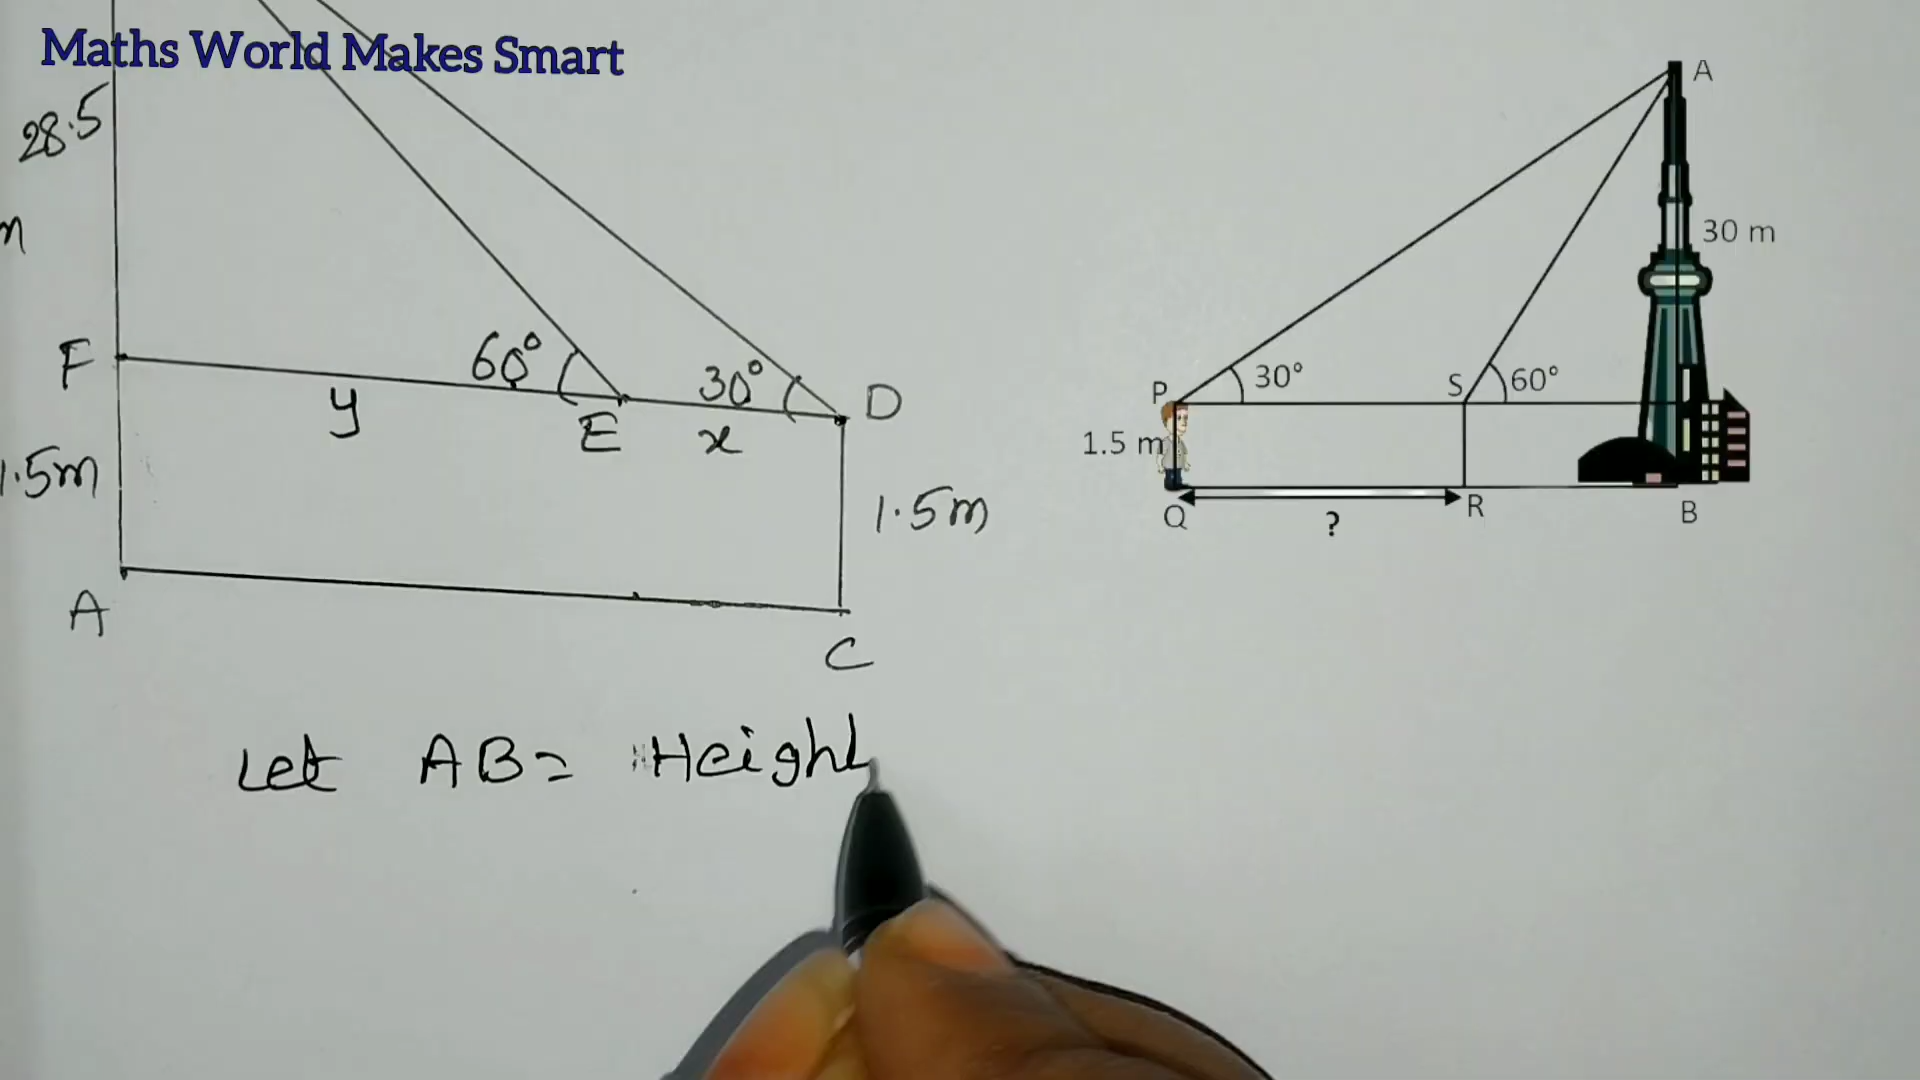 Maths World Makes Smart
28.5
m
F
60°
30°
D
y
E
x
1.5m
1.5m
A
C
Let AB = Height
A
30 m
30°
60°
P
S
1.5 m
Q
R
B
?